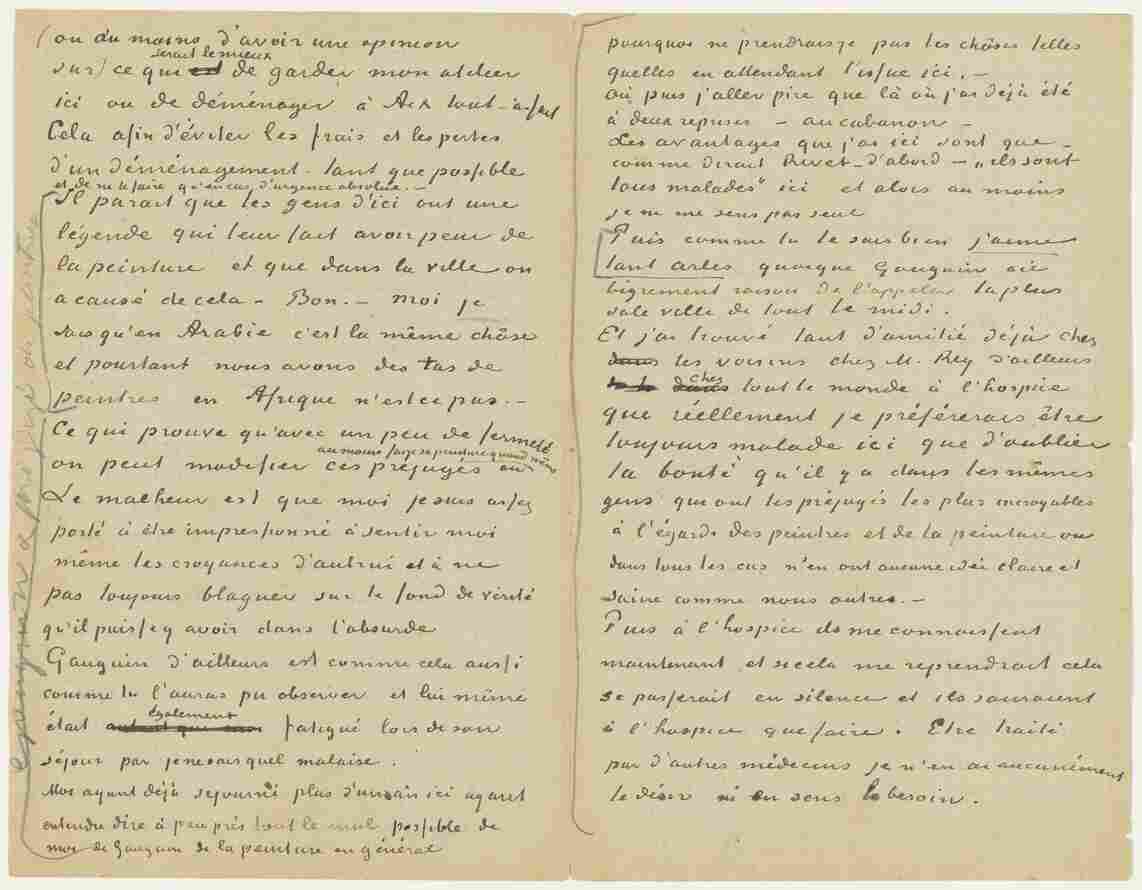 ou du moins d'avoir une opinion
serait le mieux
sur ce qui est de garder mon atelier
ici ou de déménager à Aix tout-à-fait
Cela afin d'éviter les frais et les pertes
d'un déménagement tant que possible
et de ne le faire qu'en cas d'urgence absolue. –
Il parait que les gens d'ici ont une
légende qui leur fait avoir peur de
la peinture et que dans la ville on
a causé de cela – Bon. – moi je
sais qu'en Arabie c'est la même chôse
et pourtant nous avons des tas de
peintres en Afrique n'est ce pas. –
Ce qui prouve qu'avec un peu de fermeté
au moins faire sa peinture quand même
on peut modifier ces préjugés ou
Le malheur est que moi je suis assez
porté à être impressionné à sentir moi
même les croyances d'autrui et à ne
pas toujours blaguer sur le fond de vérité
qu'il puisse y avoir dans l'absurde
Gauguin d'ailleurs est comme cela aussi
comme tu l'auras pu observer et lui même
également
était autant que moi fatigué lors de son
séjour par je ne sais quel malaise.
Moi ayant déjà sejourné plus d'un an ici ayant
entendu dire à peu près tout le mal possible de
moi de Gauguin de la peinture en général
pourquoi ne prendrais je pas les chôses telles
quelles en attendant l'issue ici. –
Où puis j'aller pire que là où j'ai déjà été
à deux reprises – au cabanon –
Les avantages que j'ai ici sont que –
comme dirait Rivet – d'abord – „ils sont
tous malades" ici et alors au moins
je ne me sens pas seul
Puis comme tu le sais bien j'aime
tant arles quoique Gauguin aie
bigrement raison de l'appeler la plus
sale ville de tout le midi.
Et j'ai trouvé tant d'amitié déjà chez
dans les voisins chez M. Rey d'ailleurs
chez
dans tout le monde à l'hospice
que réellement je préférerais être
toujours malade ici que d'oublier
la bonté qu'il y a dans les mêmes
gens qui ont les préjugés les plus incroyables
à l'égards des peintres et de la peinture ou
dans tous les cas n'en ont aucune idée claire et
saine comme nous autres. –
Puis à l'hospice ils me connaissent
maintenant et si cela me reprendrait cela
se passerait en silence et ils sauraient
à l'hospice que faire. Etre traité
par d'autres médecins je n'en ai aucunément
le désir ni en sens le besoin.